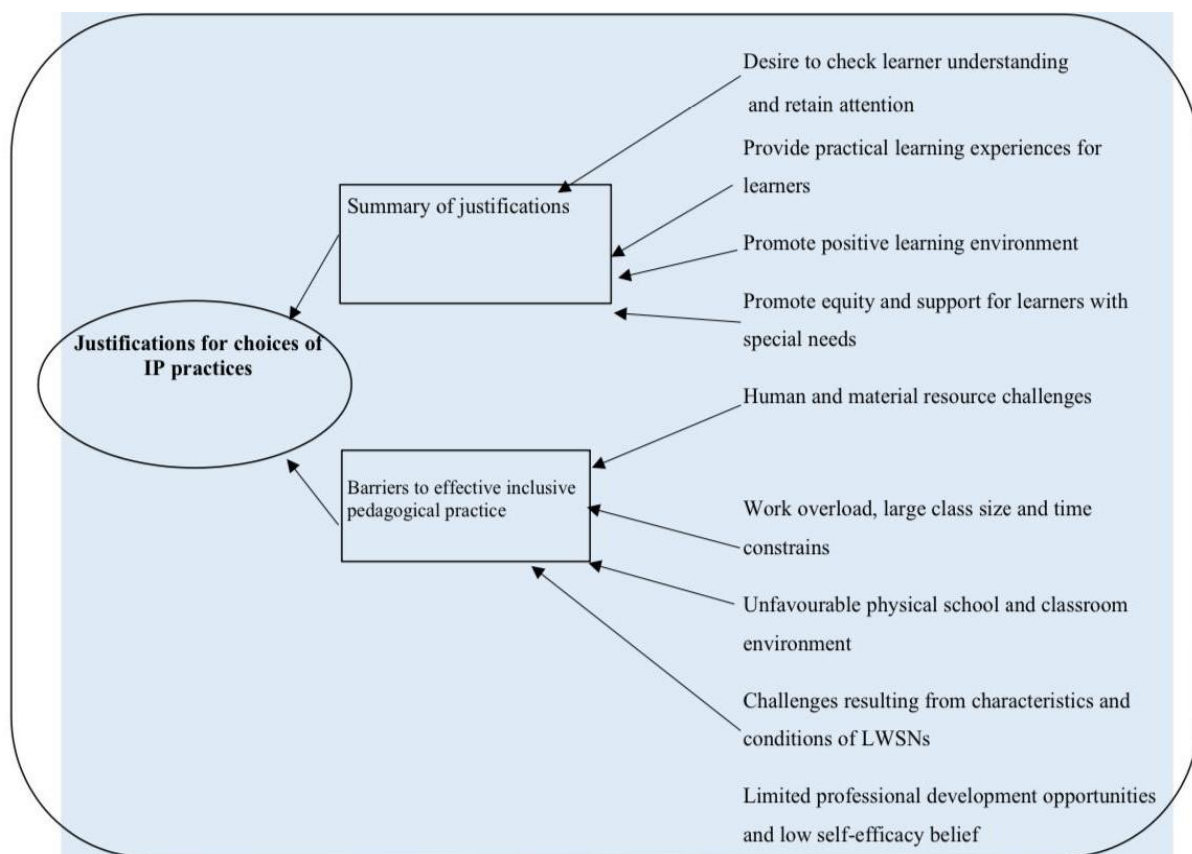 Desire to check learner understanding
and retain attention
Provide practical learning experiences for
learners
Summary of justifications
Promote positive learning environment
Promote equity and support for learners with
special needs
Justifications for choices of
IP practices
Human and material resource challenges
Barriers to effective inclusive
pedagogical practice
Work overload, large class size and time
constrains
Unfavourable physical school and classroom
environment
Challenges resulting from characteristics and
conditions of LWSNs
Limited professional development opportunities
and low self-efficacy belief